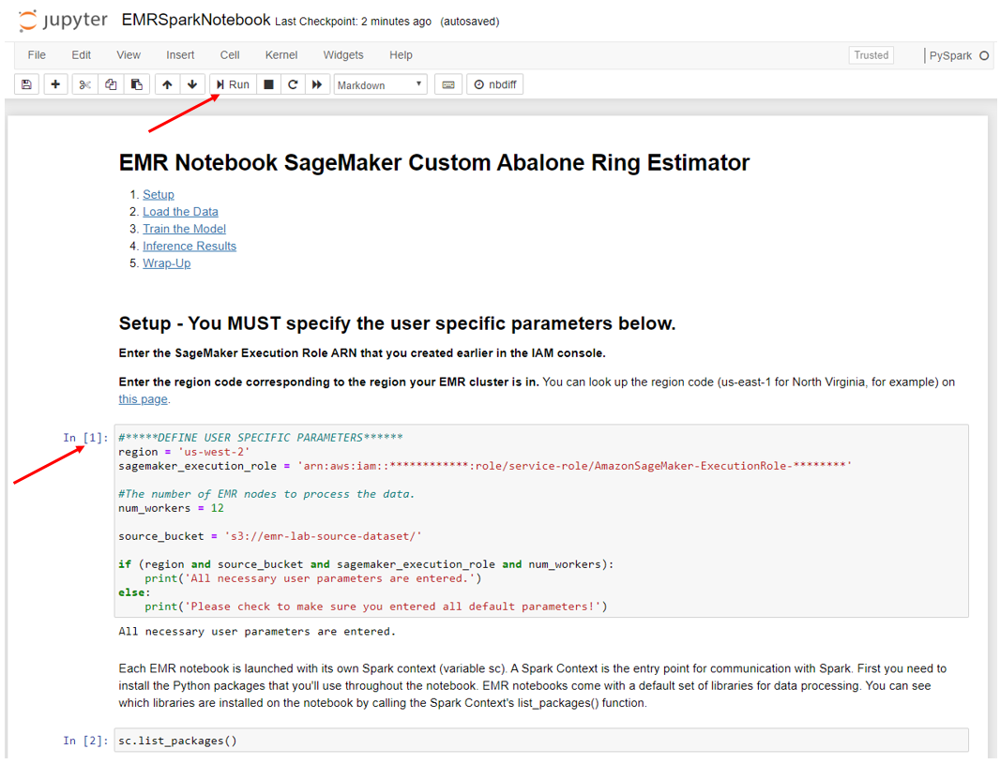 jupyter EMRSparkNotebook Last Checkpoint: 2 minutes ago (autosaved)
File Edit View Insert Cell Kernel Widgets Help Trusted PySpark
Run Markdown nbdiff
EMR Notebook SageMaker Custom Abalone Ring Estimator
1. Setup
2. Load the Data
3. Train the Model
4. Inference Results
5. Wrap-Up
Setup - You MUST specify the user specific parameters below.
Enter the SageMaker Execution Role ARN that you created earlier in the IAM console.
Enter the region code corresponding to the region your EMR cluster is in. You can look up the region code (us-east-1 for North Virginia, for example) on
this page.
In [1]: #*****DEFINE USER SPECIFIC PARAMETERS******
region = 'us-west-2'
sagemaker_execution_role = 'arn:aws:iam::************:role/service-role/AmazonSageMaker-ExecutionRole-********'
#The number of EMR nodes to process the data.
num_workers = 12
source_bucket = 's3://emr-lab-source-dataset/'
if (region and source_bucket and sagemaker_execution_role and num_workers):
    print('All necessary user parameters are entered.')
else:
    print('Please check to make sure you entered all default parameters!')
All necessary user parameters are entered.
Each EMR notebook is launched with its own Spark context (variable sc). A Spark Context is the entry point for communication with Spark. First you need to
install the Python packages that you'll use throughout the notebook. EMR notebooks come with a default set of libraries for data processing. You can see
which libraries are installed on the notebook by calling the Spark Context's list_packages() function.
In [2]: sc.list_packages()